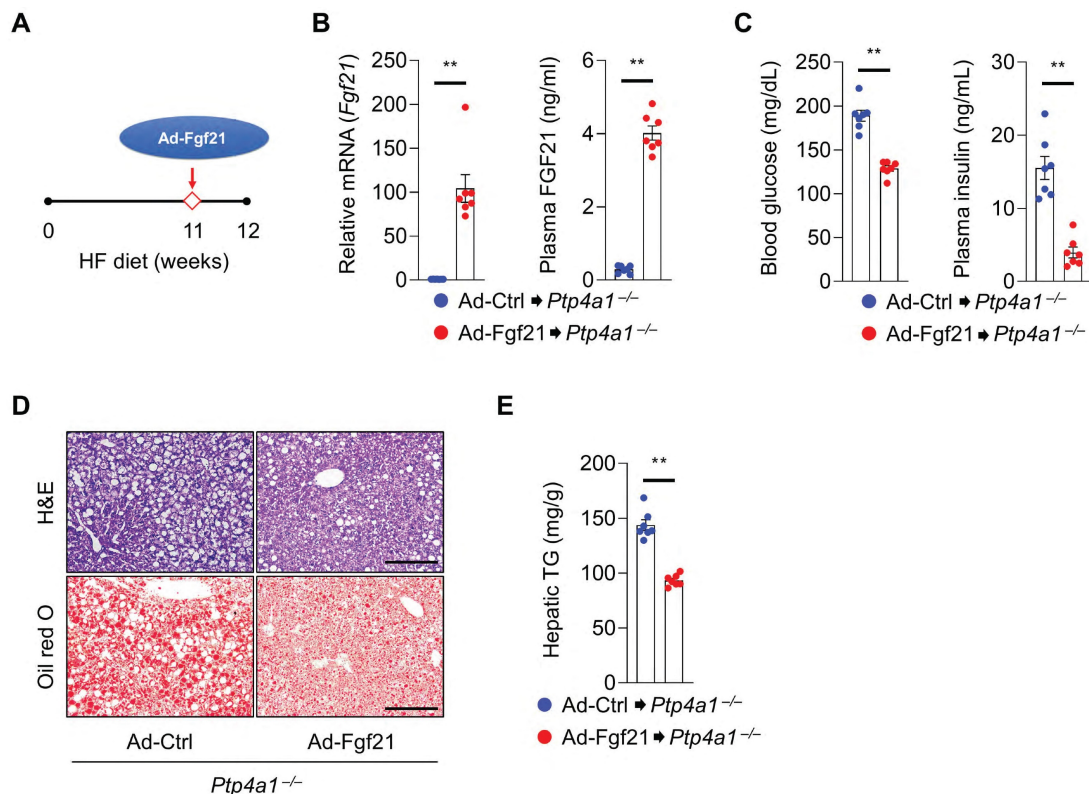 A
Ad-Fgf21
0
11
12
HF diet (weeks)
B
Relative mRNA (Fgf21)
250
200
150
100
50
0
**
Plasma FGF21 (ng/ml)
6
4
2
0
**
Ad-Ctrl ➧ Ptp4a1⁻/⁻
Ad-Fgf21 ➧ Ptp4a1⁻/⁻
C
Blood glucose (mg/dL)
250
200
150
100
50
0
**
Plasma insulin (ng/mL)
30
20
10
0
**
Ad-Ctrl ➧ Ptp4a1⁻/⁻
Ad-Fgf21 ➧ Ptp4a1⁻/⁻
D
H&E
Oil red O
Ad-Ctrl
Ad-Fgf21
Ptp4a1⁻/⁻
E
Hepatic TG (mg/g)
200
150
100
50
0
**
Ad-Ctrl ➧ Ptp4a1⁻/⁻
Ad-Fgf21 ➧ Ptp4a1⁻/⁻